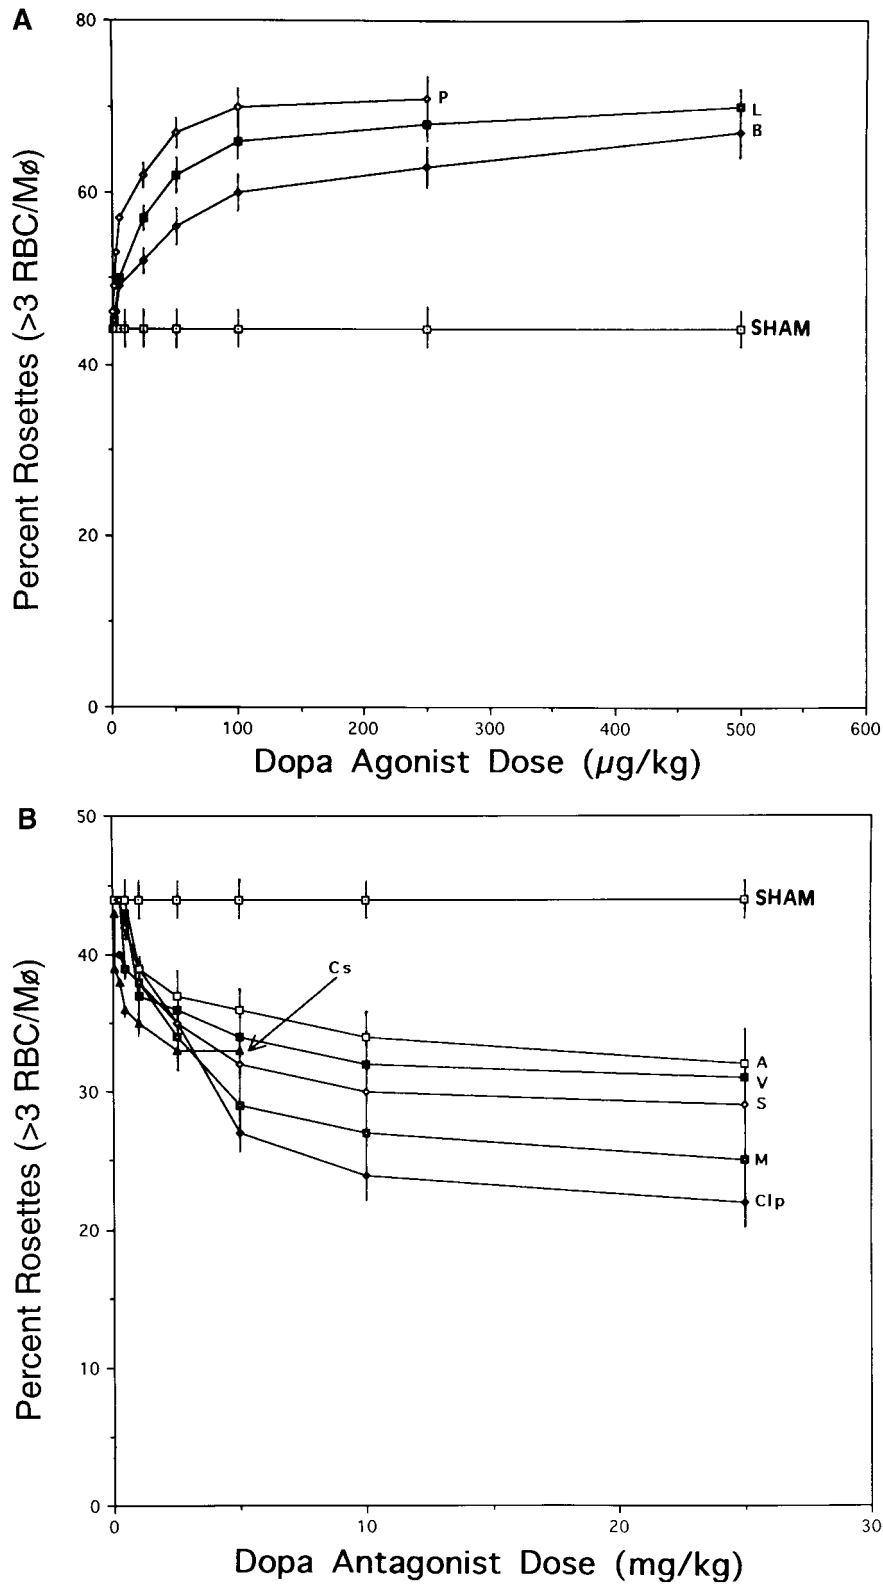 A
80
60
40
20
0
P
L
B
SHAM
Percent Rosettes (>3 RBC/Mø)
0 100 200 300 400 500 600
Dopa Agonist Dose (µg/kg)
B
50
40
30
20
10
0
SHAM
Cs
A
V
S
M
Clp
Percent Rosettes (>3 RBC/Mø)
0 10 20 30
Dopa Antagonist Dose (mg/kg)